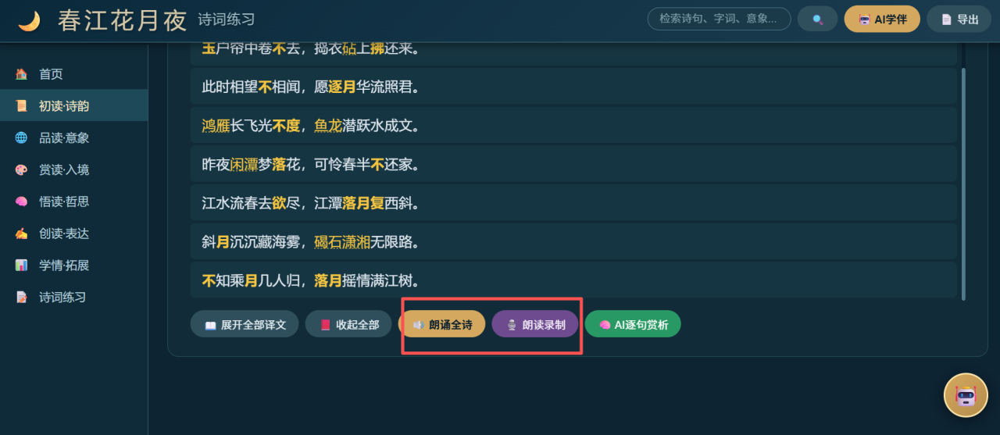 春江花月夜 诗词练习 检索诗句、字词、意象... AI学伴 导出
首页
初读·诗韵
品读·意象
赏读·入境
悟读·哲思
创读·表达
学情·拓展
诗词练习
玉户帘中卷不去，捣衣砧上拂还来。
此时相望不相闻，愿逐月华流照君。
鸿雁长飞光不度，鱼龙潜跃水成文。
昨夜闲潭梦落花，可怜春半不还家。
江水流春去欲尽，江潭落月复西斜。
斜月沉沉藏海雾，碣石潇湘无限路。
不知乘月几人归，落月摇情满江树。
展开全部译文 收起全部 朗诵全诗 朗读录制 AI逐句赏析